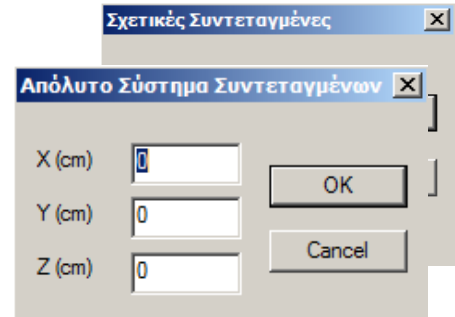 Σχετικές Συντεταγμένες
Απόλυτο Σύστημα Συντεταγμένων
X (cm) 0
OK
Y (cm) 0
Cancel
Z (cm) 0